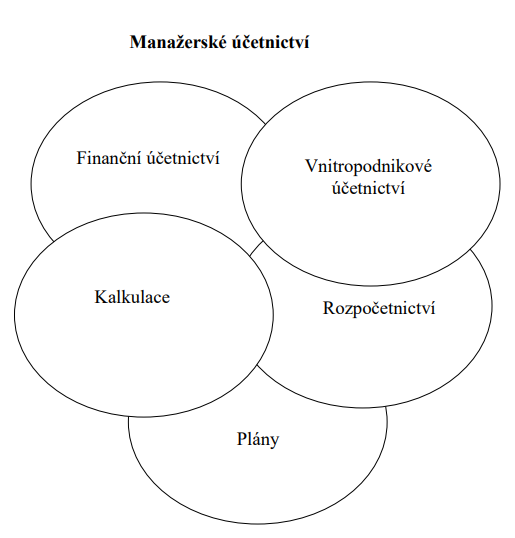 Manažerské účetnictví
Finanční účetnictví
Vnitropodnikové
účetnictví
Kalkulace
Rozpočetnictví
Plány